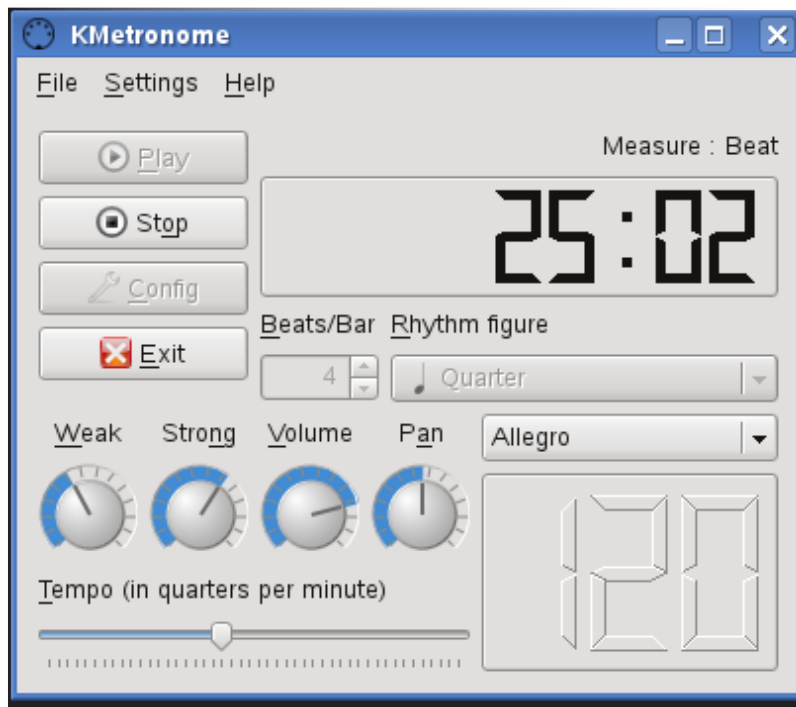 KMetronome
File Settings Help
Play
Measure : Beat
Stop
25:02
Config
Beats/Bar Rhythm figure
Exit
4 Quarter
Weak Strong Volume Pan
Allegro
120
Tempo (in quarters per minute)